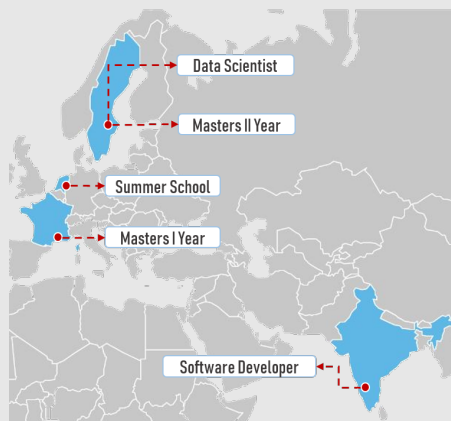 Data Scientist
Masters II Year
Summer School
Masters I Year
Software Developer